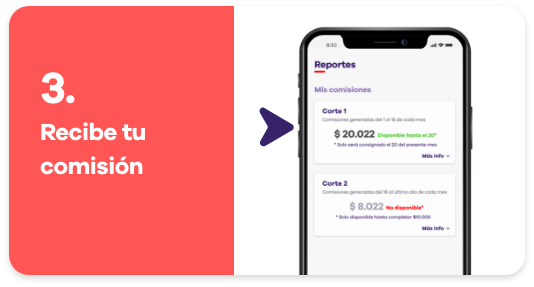 3.
Recibe tu
comisión
8:30
Reportes
Mis comisiones
Corte 1
Comisiones generadas del 1 al 15 de cada mes
$ 20.022 Disponible hasta el 20*
* Solo será consignado el 20 del presente mes
Más info
Corte 2
Comisiones generadas del 16 al último día de cada mes
$ 8.022 No disponible*
* Solo disponible hasta completar $10.000
Más info